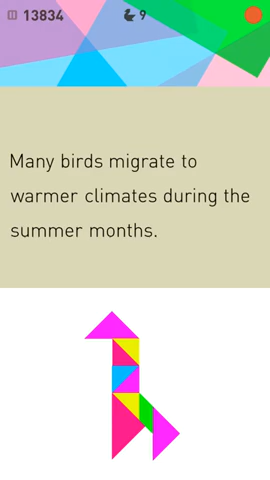 13834 9
Many birds migrate to
warmer climates during the
summer months.